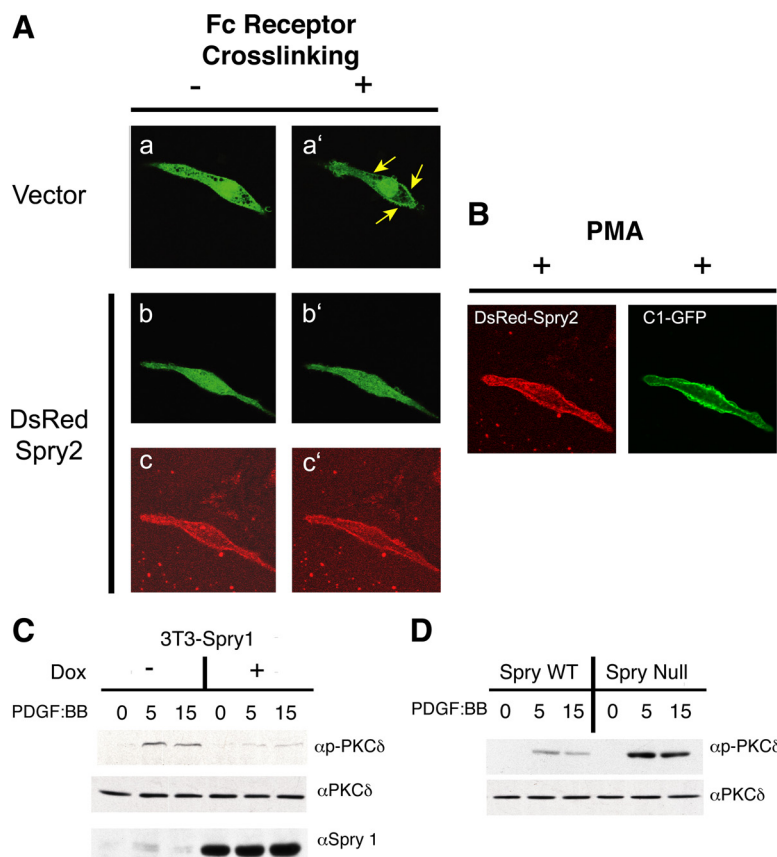 A
Fc Receptor
Crosslinking
- +
Vector
a a'
DsRed
Spry2
b b'
c c'
B
PMA
+ +
DsRed-Spry2 C1-GFP
C
3T3-Spry1
Dox - +
PDGF:BB 0 5 15 0 5 15
αp-PKCδ
αPKCδ
αSpry 1
D
Spry WT Spry Null
PDGF:BB 0 5 15 0 5 15
αp-PKCδ
αPKCδ